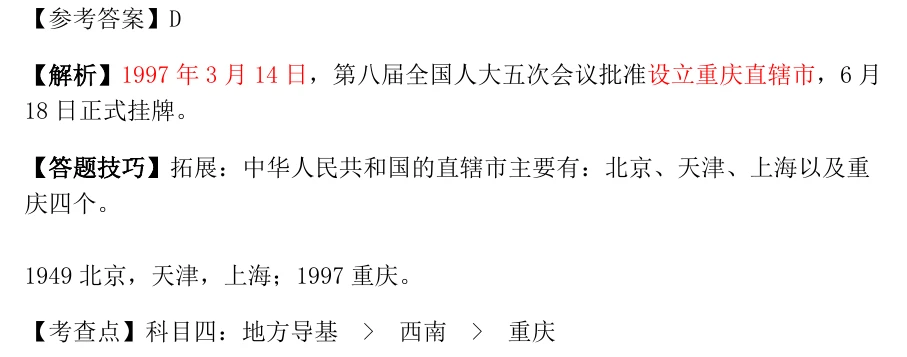 【参考答案】D
【解析】1997 年 3 月 14 日，第八届全国人大五次会议批准设立重庆直辖市，6 月
18 日正式挂牌。
【答题技巧】拓展：中华人民共和国的直辖市主要有：北京、天津、上海以及重
庆四个。
1949 北京，天津，上海；1997 重庆。
【考查点】科目四：地方导基 > 西南 > 重庆